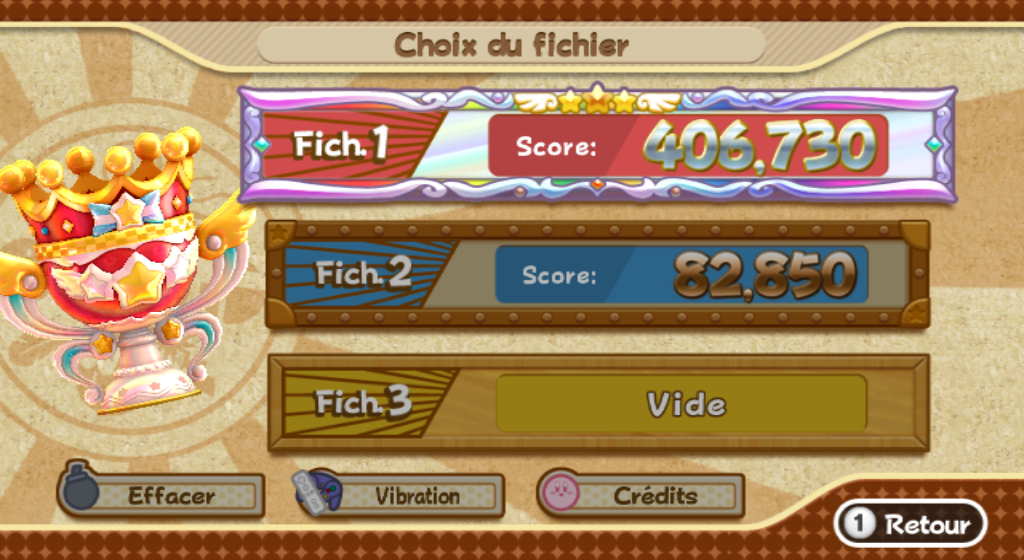 Choix du fichier
Fich.1 Score: 406,730
Fich.2 Score: 82,850
Fich.3 Vide
Effacer Vibration Crédits
1 Retour